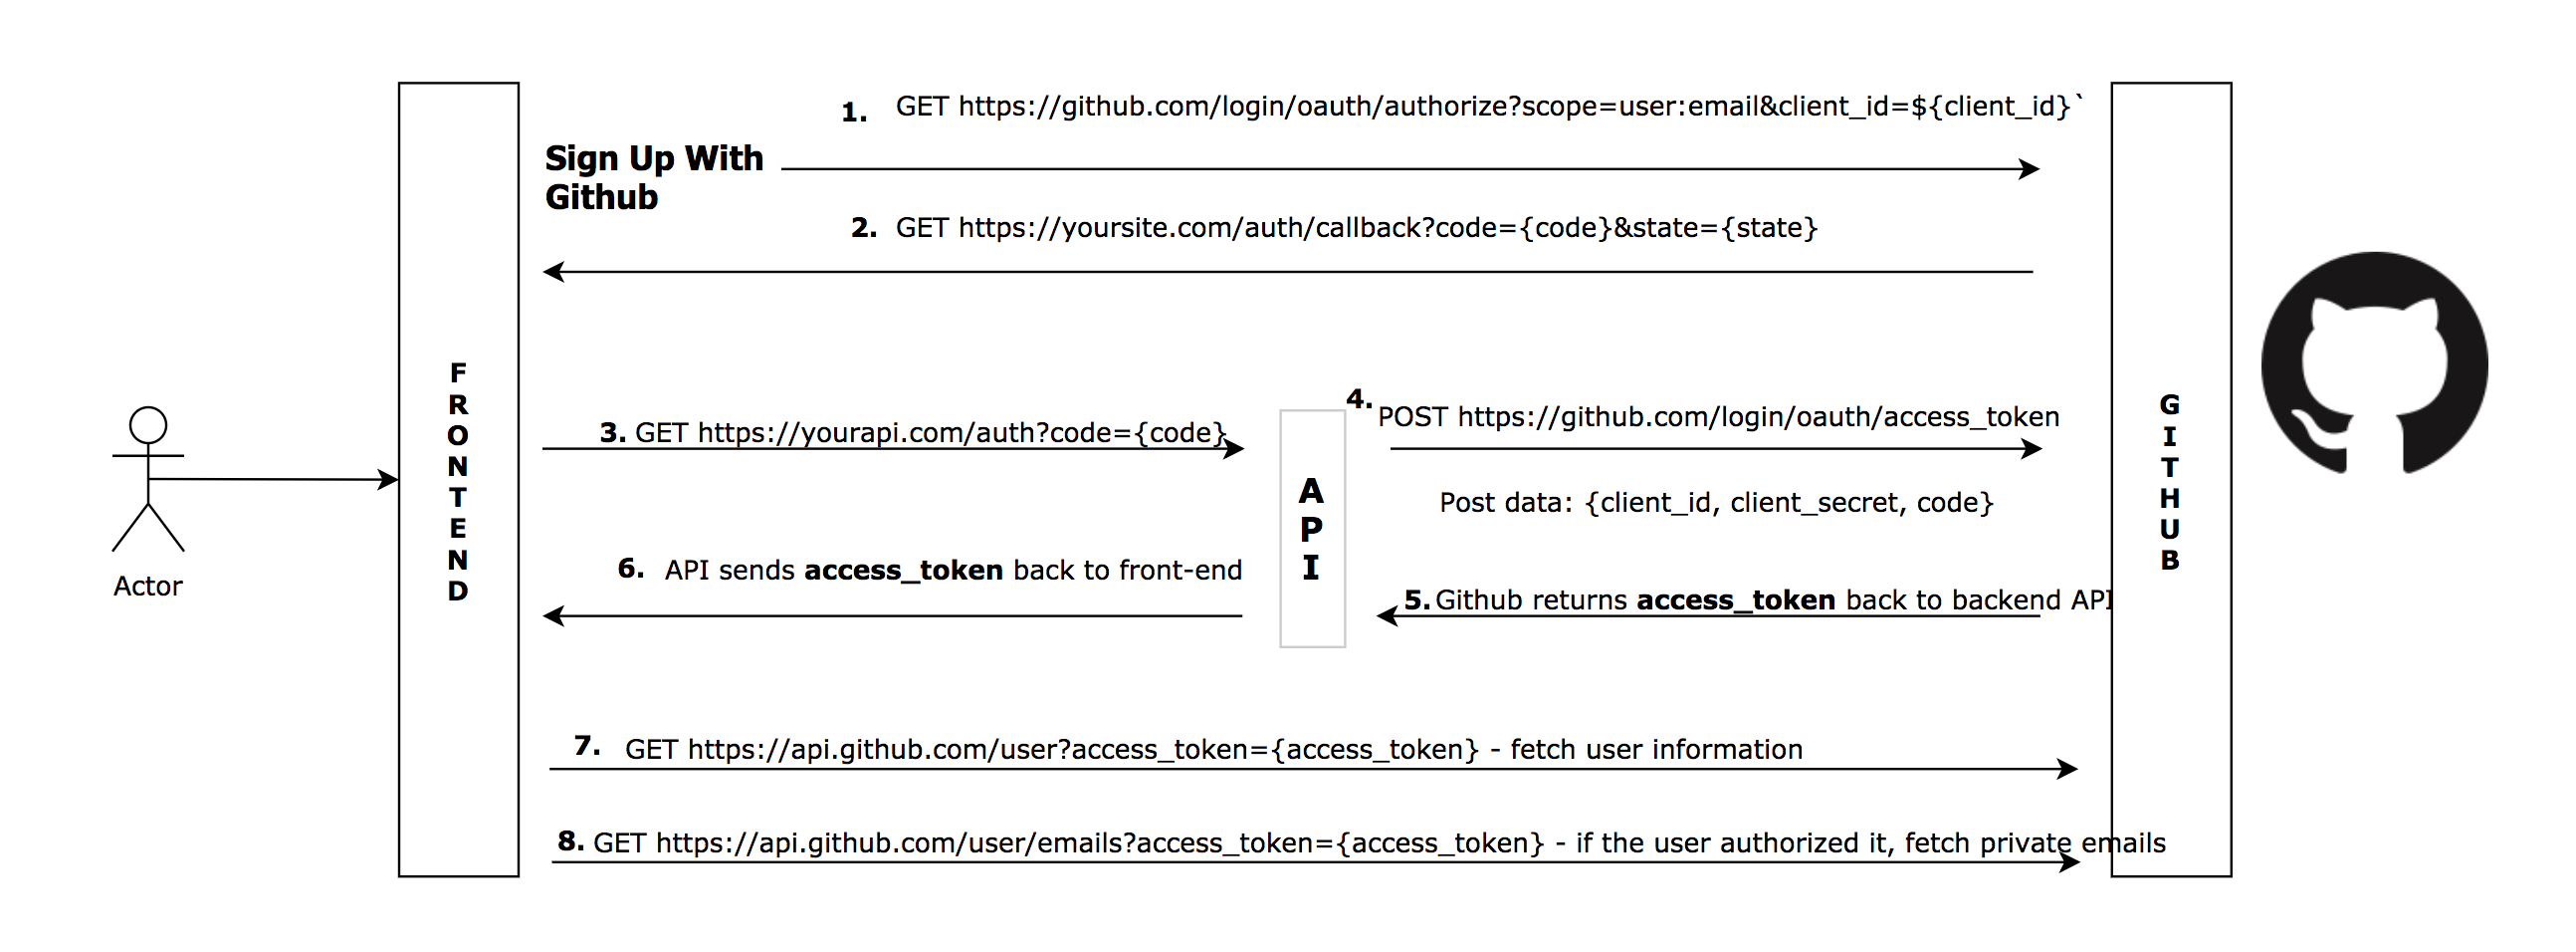 1. GET https://github.com/login/oauth/authorize?scope=user:email&client_id=${client_id}`
Sign Up With
Github
2. GET https://yoursite.com/auth/callback?code={code}&state={state}
FRONTEND
Actor
3. GET https://yourapi.com/auth?code={code}
API
4. POST https://github.com/login/oauth/access_token
Post data: {client_id, client_secret, code}
GITHUB
6. API sends access_token back to front-end
5. Github returns access_token back to backend API
7. GET https://api.github.com/user?access_token={access_token} - fetch user information
8. GET https://api.github.com/user/emails?access_token={access_token} - if the user authorized it, fetch private emails